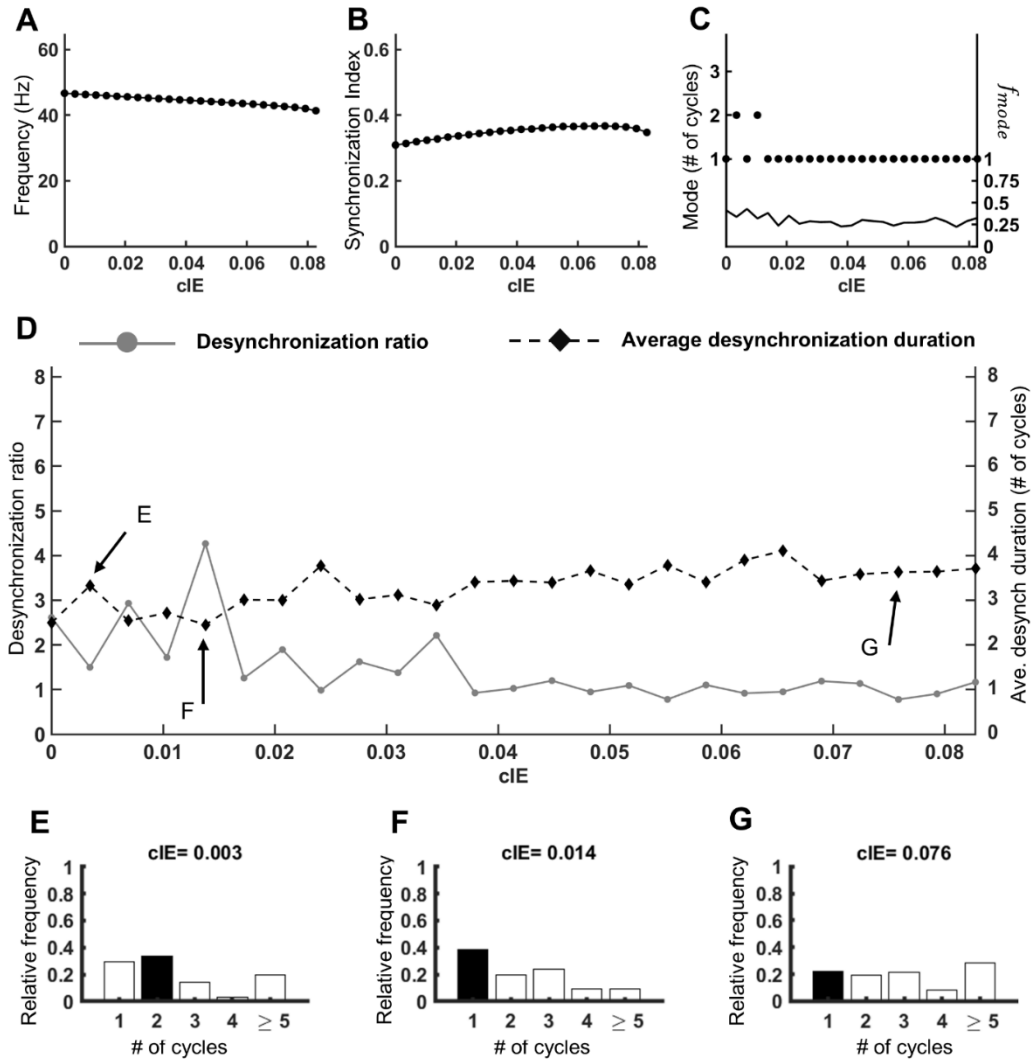 A
B
C
60
40
20
0
Frequency (Hz)
0 0.02 0.04 0.06 0.08
cIE
0.6
0.4
0.2
0
Synchronization Index
0 0.02 0.04 0.06 0.08
cIE
3
2
1
Mode (# of cycles)
f_mode
1
0.75
0.5
0.25
0
0 0.02 0.04 0.06 0.08
cIE
D
Desynchronization ratio
Average desynchronization duration
8
7
6
5
4
3
2
1
0
Desynchronization ratio
E
F
G
8
7
6
5
4
3
2
1
0
Ave. desynch duration (# of cycles)
0 0.01 0.02 0.03 0.04 0.05 0.06 0.07 0.08
cIE
E
cIE= 0.003
1
0.8
0.6
0.4
0.2
0
Relative frequency
1 2 3 4 ≥ 5
# of cycles
F
cIE= 0.014
1
0.8
0.6
0.4
0.2
0
Relative frequency
1 2 3 4 ≥ 5
# of cycles
G
cIE= 0.076
1
0.8
0.6
0.4
0.2
0
Relative frequency
1 2 3 4 ≥ 5
# of cycles